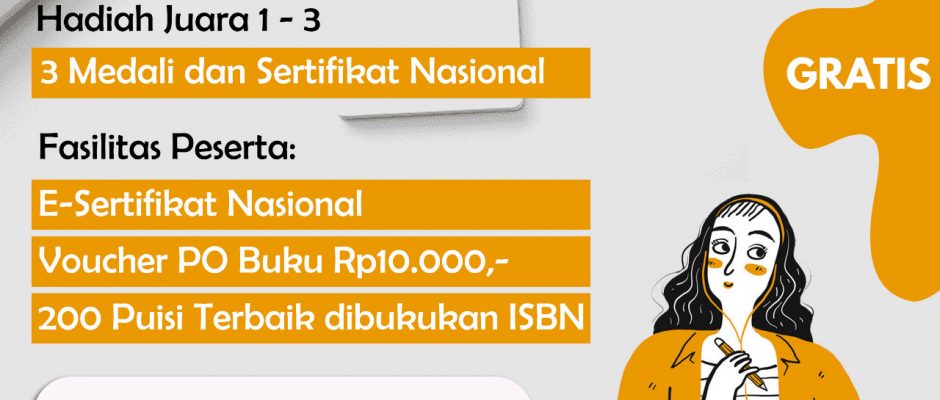 Hadiah Juara 1 - 3
3 Medali dan Sertifikat Nasional
GRATIS
Fasilitas Peserta:
E-Sertifikat Nasional
Voucher PO Buku Rp10.000,-
200 Puisi Terbaik dibukukan ISBN